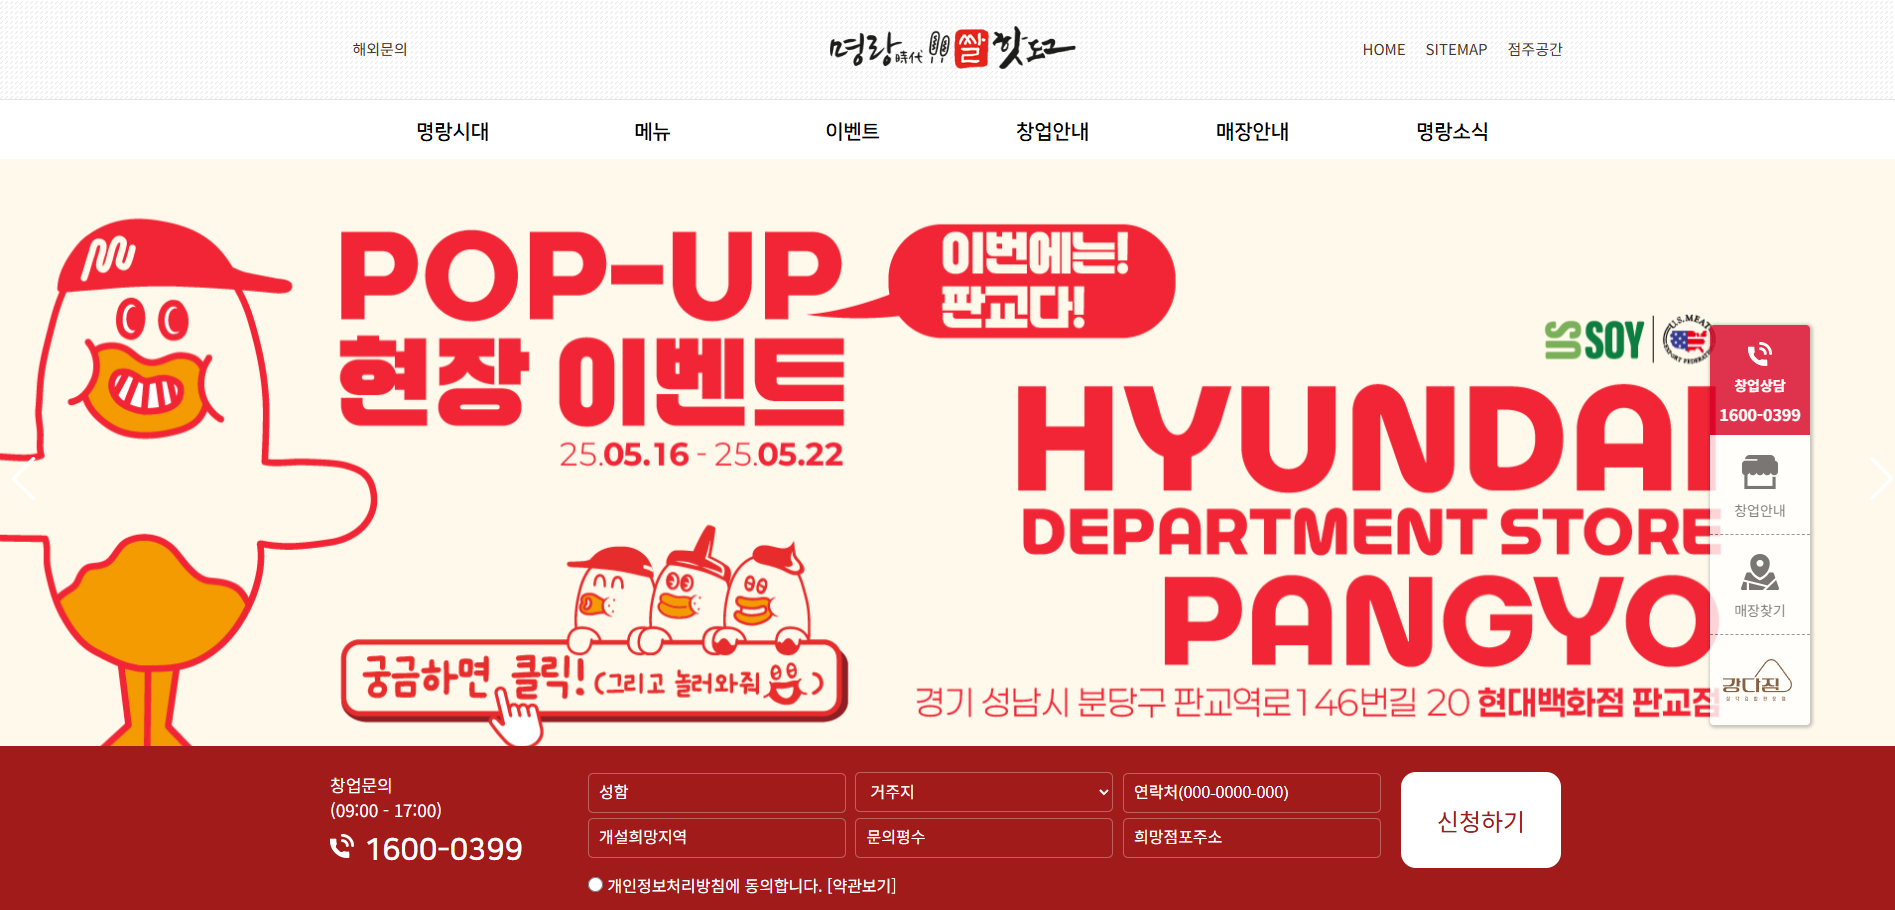 해외문의
명랑時代쌀핫도그
HOME SITEMAP 점주공간
명랑시대 메뉴 이벤트 창업안내 매장안내 명랑소식
POP-UP
현장 이벤트
25.05.16 - 25.05.22
이번에는!
판교다!
US SOY
U.S. MEAT EXPORT FEDERATION
HYUNDAI
DEPARTMENT STORE
PANGYO
경기 성남시 분당구 판교역로146번길 20 현대백화점 판교점
궁금하면 클릭! (그리고 놀러와줘)
창업상담
1600-0399
창업안내
매장찾기
강다짐
창업문의
(09:00 - 17:00)
1600-0399
성함 거주지 연락처(000-0000-000)
개설희망지역 문의평수 희망점포주소
개인정보처리방침에 동의합니다. [약관보기]
신청하기